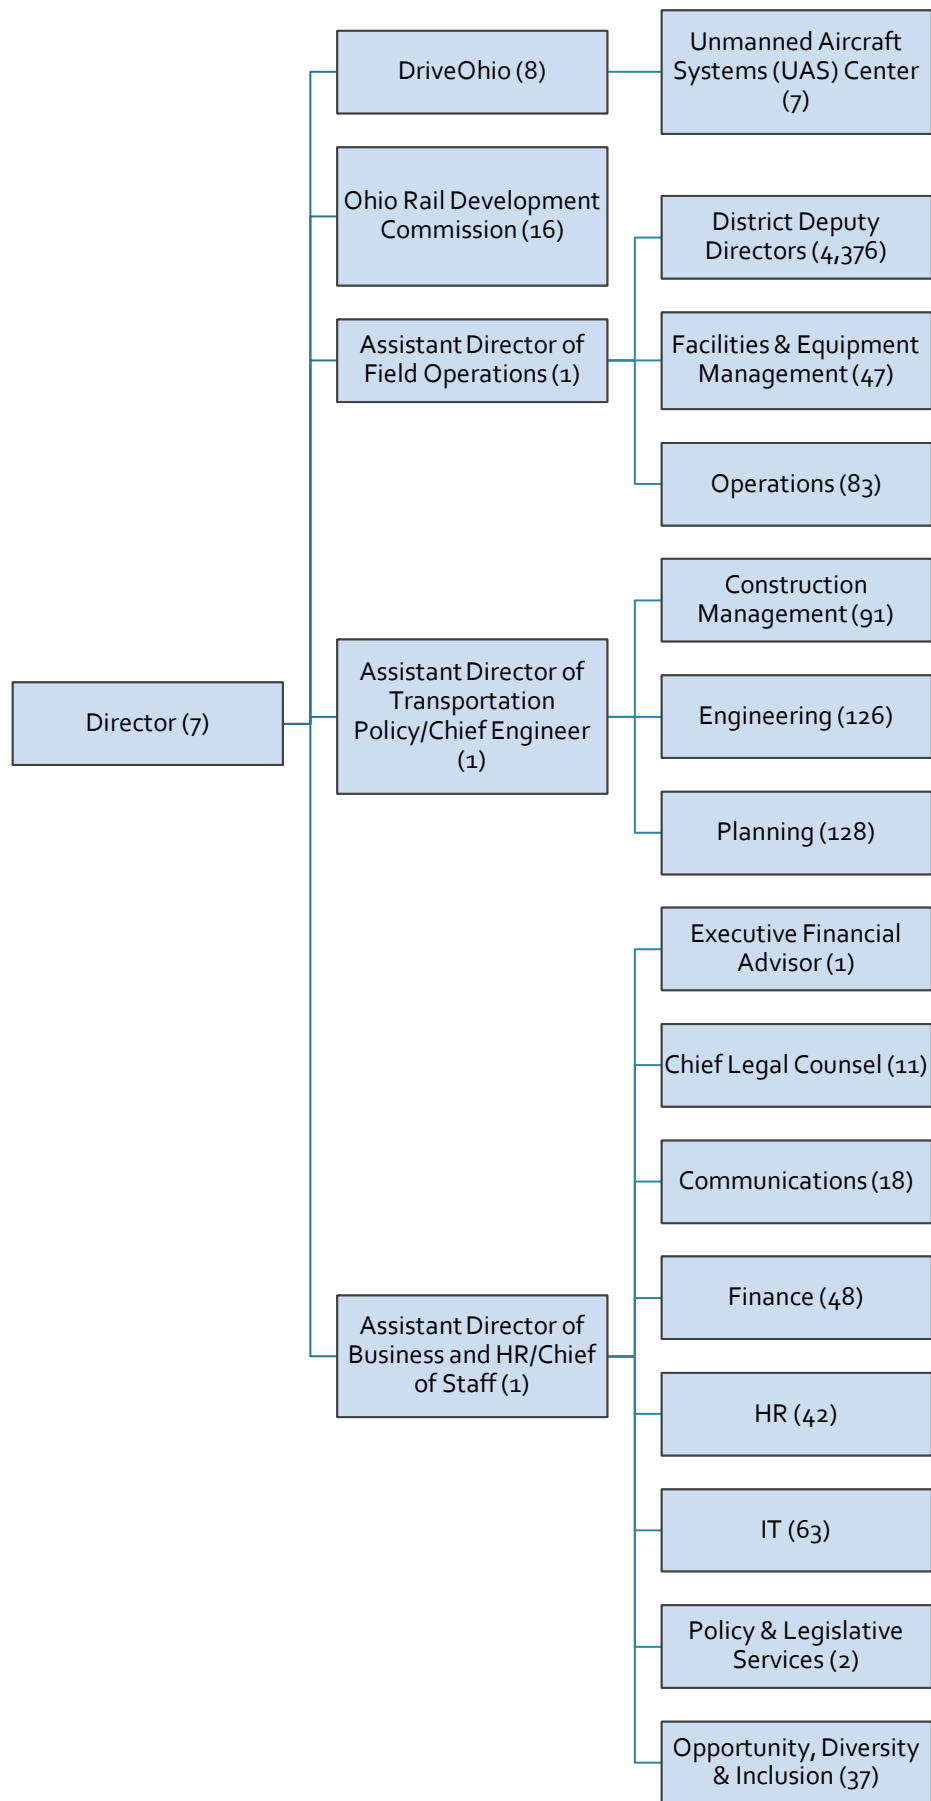 DriveOhio (8)
Unmanned Aircraft
Systems (UAS) Center
(7)
Ohio Rail Development
Commission (16)
Assistant Director of
Field Operations (1)
District Deputy
Directors (4,376)
Facilities & Equipment
Management (47)
Operations (83)
Director (7)
Assistant Director of
Transportation
Policy/Chief Engineer
(1)
Construction
Management (91)
Engineering (126)
Planning (128)
Assistant Director of
Business and HR/Chief
of Staff (1)
Executive Financial
Advisor (1)
Chief Legal Counsel (11)
Communications (18)
Finance (48)
HR (42)
IT (63)
Policy & Legislative
Services (2)
Opportunity, Diversity
& Inclusion (37)